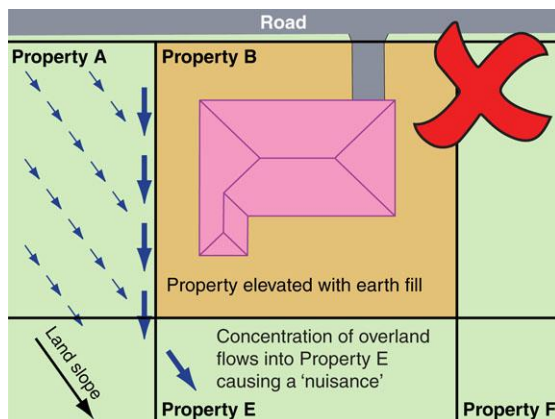 Road
Property A
Property B
Property elevated with earth fill
Land slope
Concentration of overland
flows into Property E
causing a ‘nuisance’
Property E
Property F